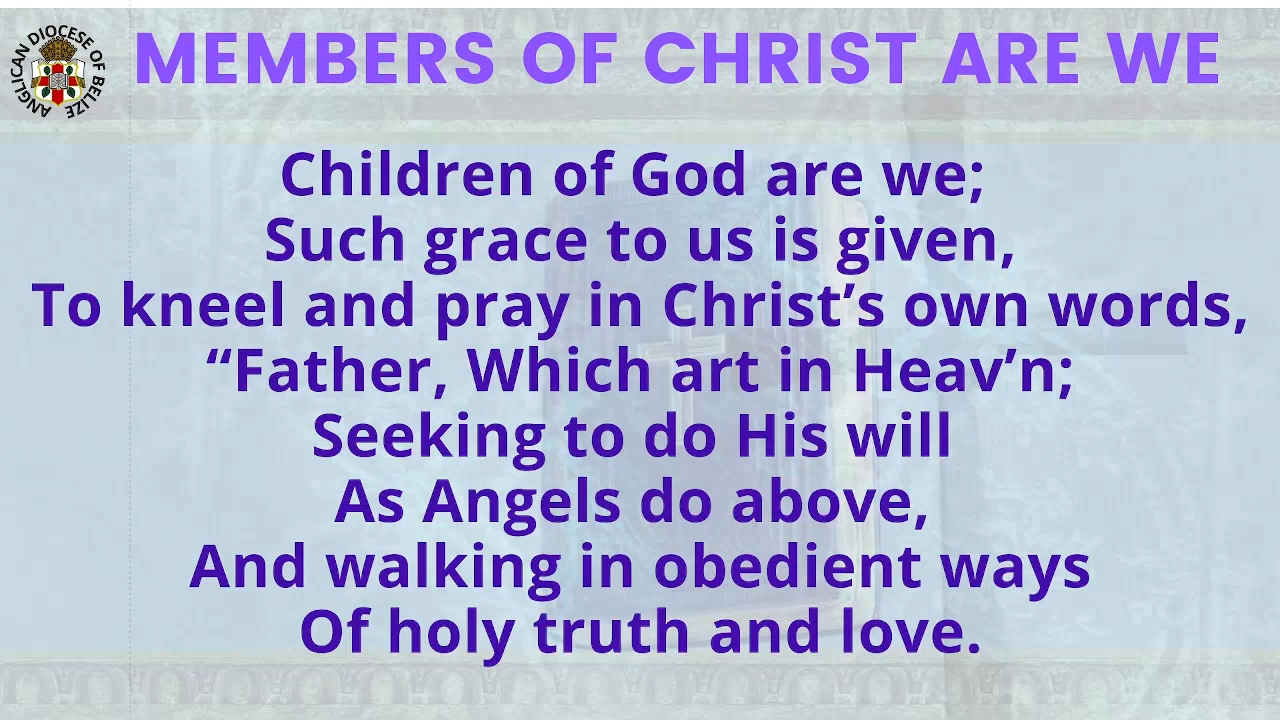 ANGLICAN DIOCESE OF BELIZE
MEMBERS OF CHRIST ARE WE
Children of God are we;
Such grace to us is given,
To kneel and pray in Christ’s own words,
“Father, Which art in Heav’n;
Seeking to do His will
As Angels do above,
And walking in obedient ways
Of holy truth and love.